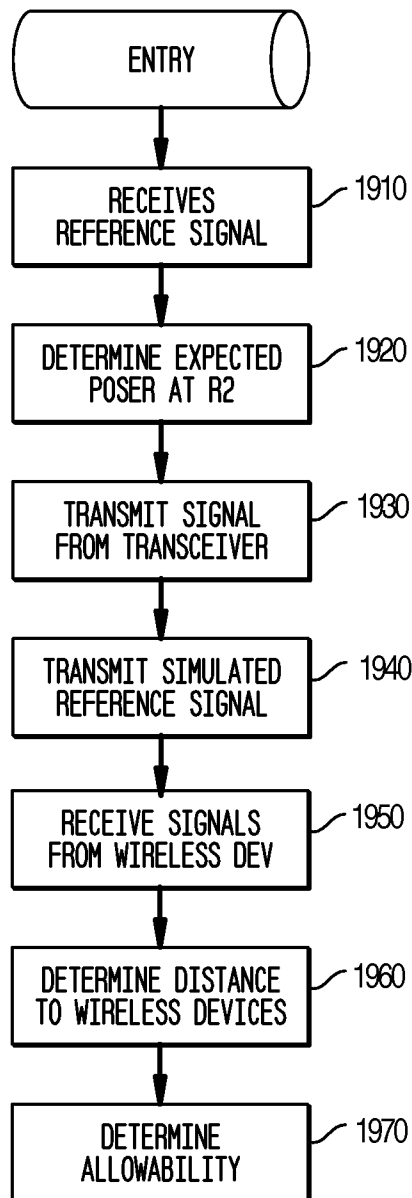 ENTRY
RECEIVES
REFERENCE SIGNAL
1910
DETERMINE EXPECTED
POSER AT R2
1920
TRANSMIT SIGNAL
FROM TRANSCEIVER
1930
TRANSMIT SIMULATED
REFERENCE SIGNAL
1940
RECEIVE SIGNALS
FROM WIRELESS DEV
1950
DETERMINE DISTANCE
TO WIRELESS DEVICES
1960
DETERMINE
ALLOWABILITY
1970